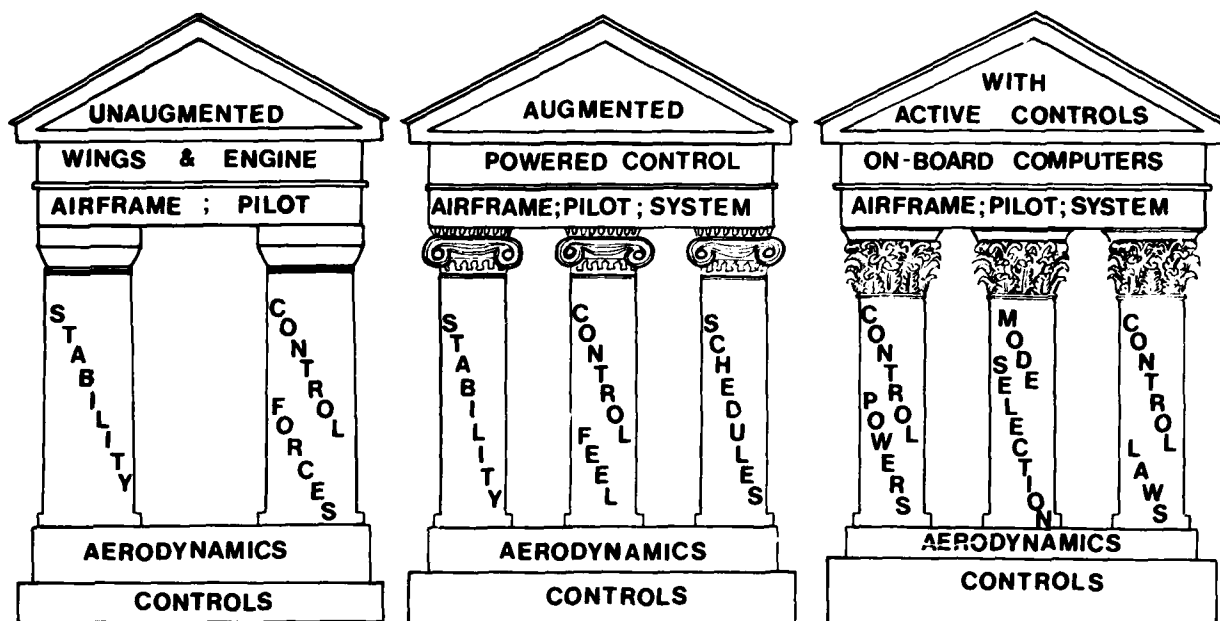 UNAUGMENTED
WINGS & ENGINE
AIRFRAME ; PILOT
STABILITY
CONTROL
FORCES
AERODYNAMICS
CONTROLS
AUGMENTED
POWERED CONTROL
AIRFRAME;PILOT;SYSTEM
STABILITY
CONTROL
FEEL
SCHEDULES
AERODYNAMICS
CONTROLS
WITH
ACTIVE CONTROLS
ON-BOARD COMPUTERS
AIRFRAME;PILOT;SYSTEM
CONTROL
POWERS
MODE
SELECTION
CONTROL
LAWS
AERODYNAMICS
CONTROLS